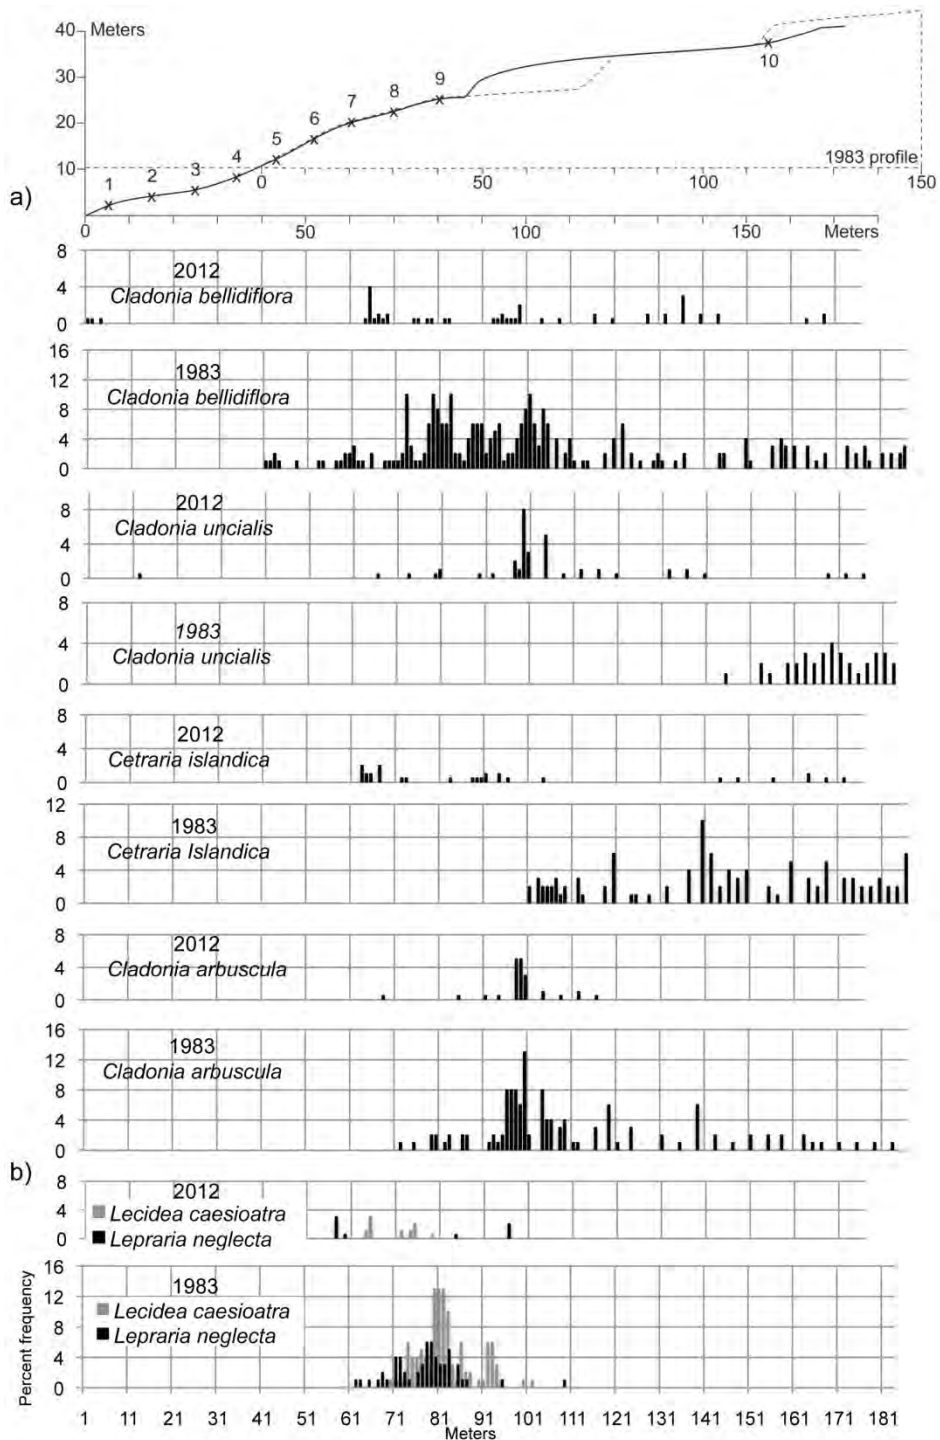 40 Meters
30
20
10
1 2 3 4 5 6 7 8 9 10
1983 profile
0 50 100 150
a)
0 50 100 150 Meters
8
4
0
2012
Cladonia bellidiflora
16
12
8
4
0
1983
Cladonia bellidiflora
8
4
0
2012
Cladonia uncialis
8
4
0
1983
Cladonia uncialis
8
4
0
2012
Cetraria islandica
12
8
4
0
1983
Cetraria Islandica
8
4
0
2012
Cladonia arbuscula
16
12
8
4
0
1983
Cladonia arbuscula
b)
8
4
0
2012
Lecidea caesioatra
Lepraria neglecta
Percent frequency
16
12
8
4
0
1983
Lecidea caesioatra
Lepraria neglecta
1 11 21 31 41 51 61 71 81 91 101 111 121 131 141 151 161 171 181
Meters